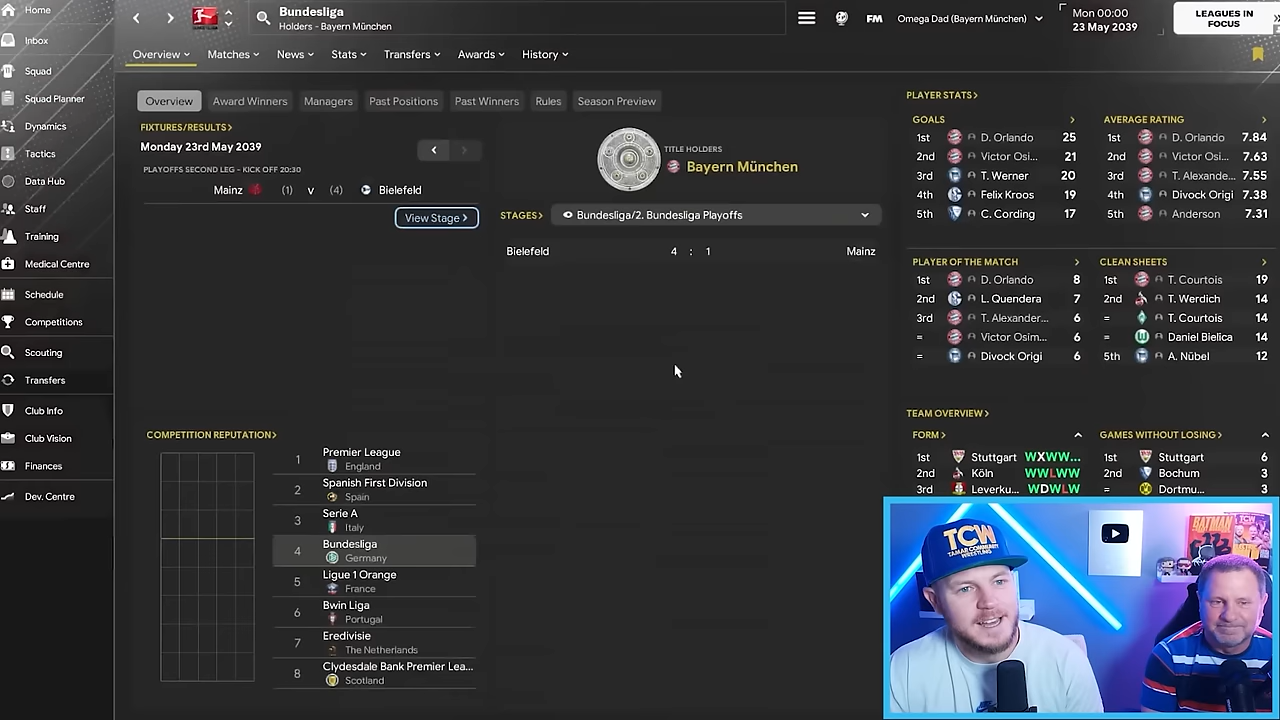 Home
Inbox
Squad
Squad Planner
Dynamics
Tactics
Data Hub
Staff
Training
Medical Centre
Schedule
Competitions
Scouting
Transfers
Club Info
Club Vision
Finances
Dev. Centre
Bundesliga
Holders - Bayern München
FM
Omega Dad (Bayern München)
Mon 00:00
23 May 2039
LEAGUES IN
FOCUS
Overview
Matches
News
Stats
Transfers
Awards
History
Overview
Award Winners
Managers
Past Positions
Past Winners
Rules
Season Preview
FIXTURES/RESULTS>
Monday 23rd May 2039
PLAYOFFS SECOND LEG - KICK OFF 20:30
Mainz (1) v (4) Bielefeld
View Stage >
TITLE HOLDERS
Bayern München
STAGES>
Bundesliga/2. Bundesliga Playoffs
Bielefeld 4 : 1 Mainz
COMPETITION REPUTATION>
1 Premier League
England
2 Spanish First Division
Spain
3 Serie A
Italy
4 Bundesliga
Germany
5 Ligue 1 Orange
France
6 Bwin Liga
Portugal
7 Eredivisie
The Netherlands
8 Clydesdale Bank Premier Lea...
Scotland
PLAYER STATS>
GOALS >
1st D. Orlando 25
2nd Victor Osi... 21
3rd T. Werner 20
4th Felix Kroos 19
5th C. Cording 17
AVERAGE RATING >
1st D. Orlando 7.84
2nd Victor Osi... 7.63
3rd T. Alexande... 7.55
4th Divock Origi 7.38
5th Anderson 7.31
PLAYER OF THE MATCH >
1st D. Orlando 8
2nd L. Quendera 7
3rd T. Alexander... 6
= Victor Osim... 6
= Divock Origi 6
CLEAN SHEETS >
1st T. Courtois 19
2nd T. Werdich 14
= T. Courtois 14
= Daniel Bielica 14
5th A. Nübel 12
TEAM OVERVIEW>
FORM>
1st Stuttgart WXWW...
2nd Köln WWLWW
3rd Leverku... WDWLW
GAMES WITHOUT LOSING>
1st Stuttgart 6
2nd Bochum 3
= Dortmu... 3
TCW
TAMAR COMMUNITY
WRESTLING
BATMAN
TCW